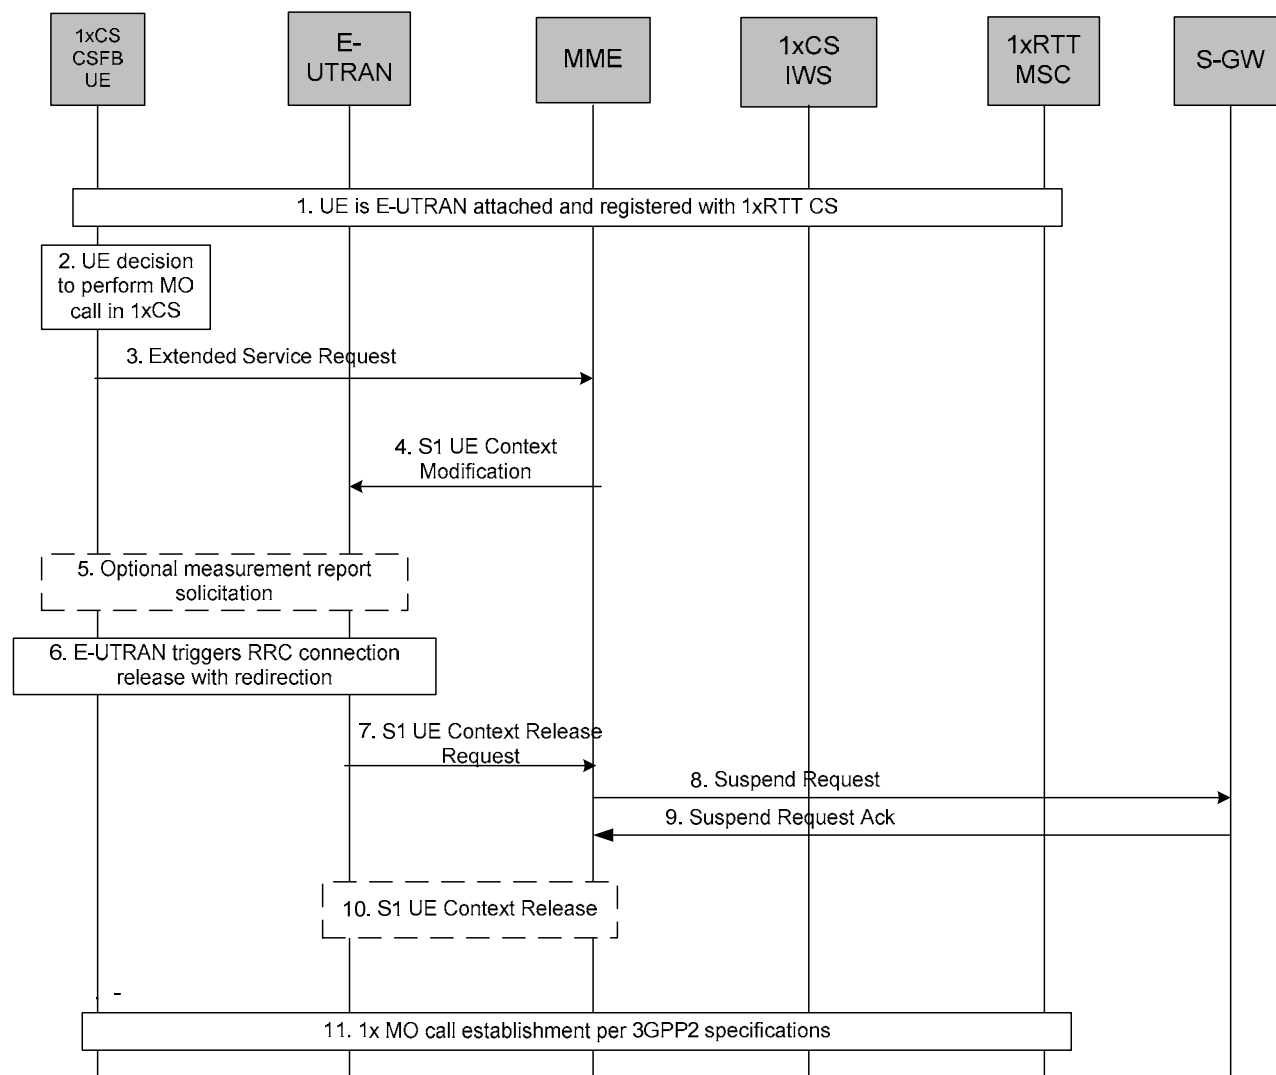 1xCS
CSFB
UE
E-
UTRAN
MME
1xCS
IWS
1xRTT
MSC
S-GW
1. UE is E-UTRAN attached and registered with 1xRTT CS
2. UE decision
to perform MO
call in 1xCS
3. Extended Service Request
4. S1 UE Context
Modification
5. Optional measurement report
solicitation
6. E-UTRAN triggers RRC connection
release with redirection
7. S1 UE Context Release
Request
8. Suspend Request
9. Suspend Request Ack
10. S1 UE Context Release
. -
11. 1x MO call establishment per 3GPP2 specifications